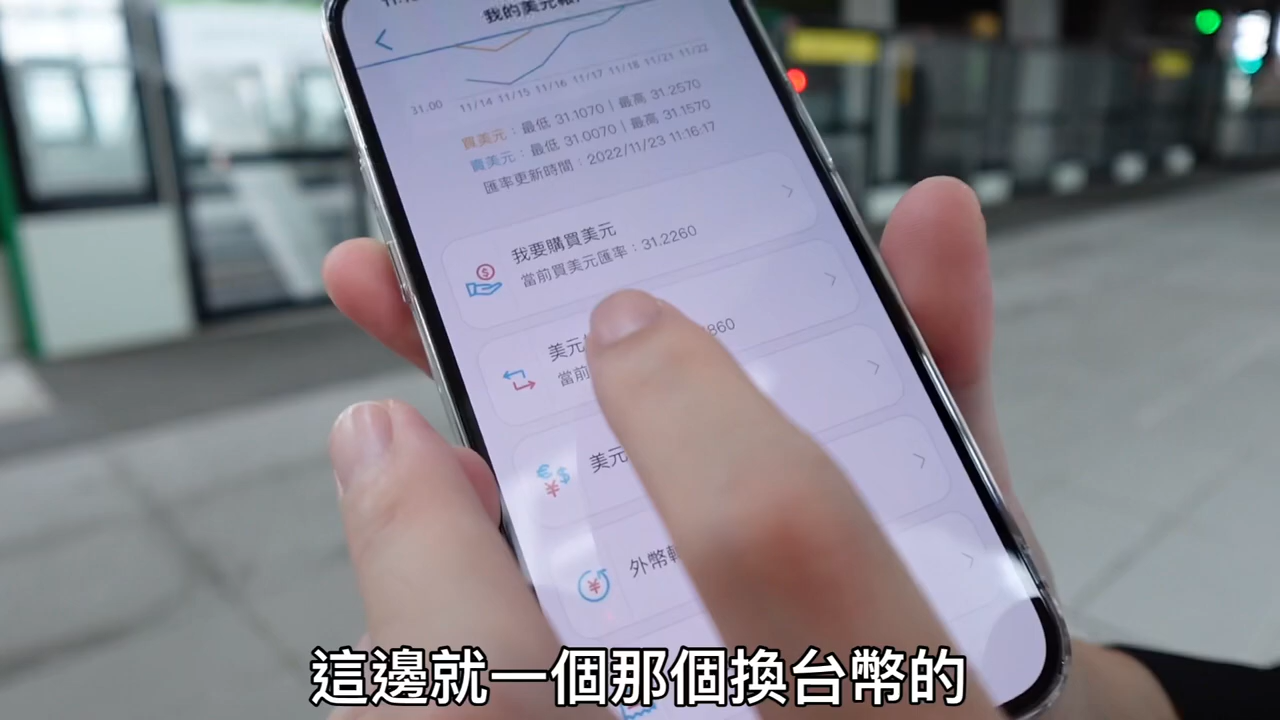 我的美元帳戶
31.00
11/14 11/15 11/16 11/17 11/18 11/21 11/22
買美元：最低 31.1070｜最高 31.2570
賣美元：最低 31.0070｜最高 31.1570
匯率更新時間：2022/11/23 11:16:17
我要購買美元
當前買美元匯率：31.2260
美元
當前
860
美元
外幣轉
這邊就一個那個換台幣的